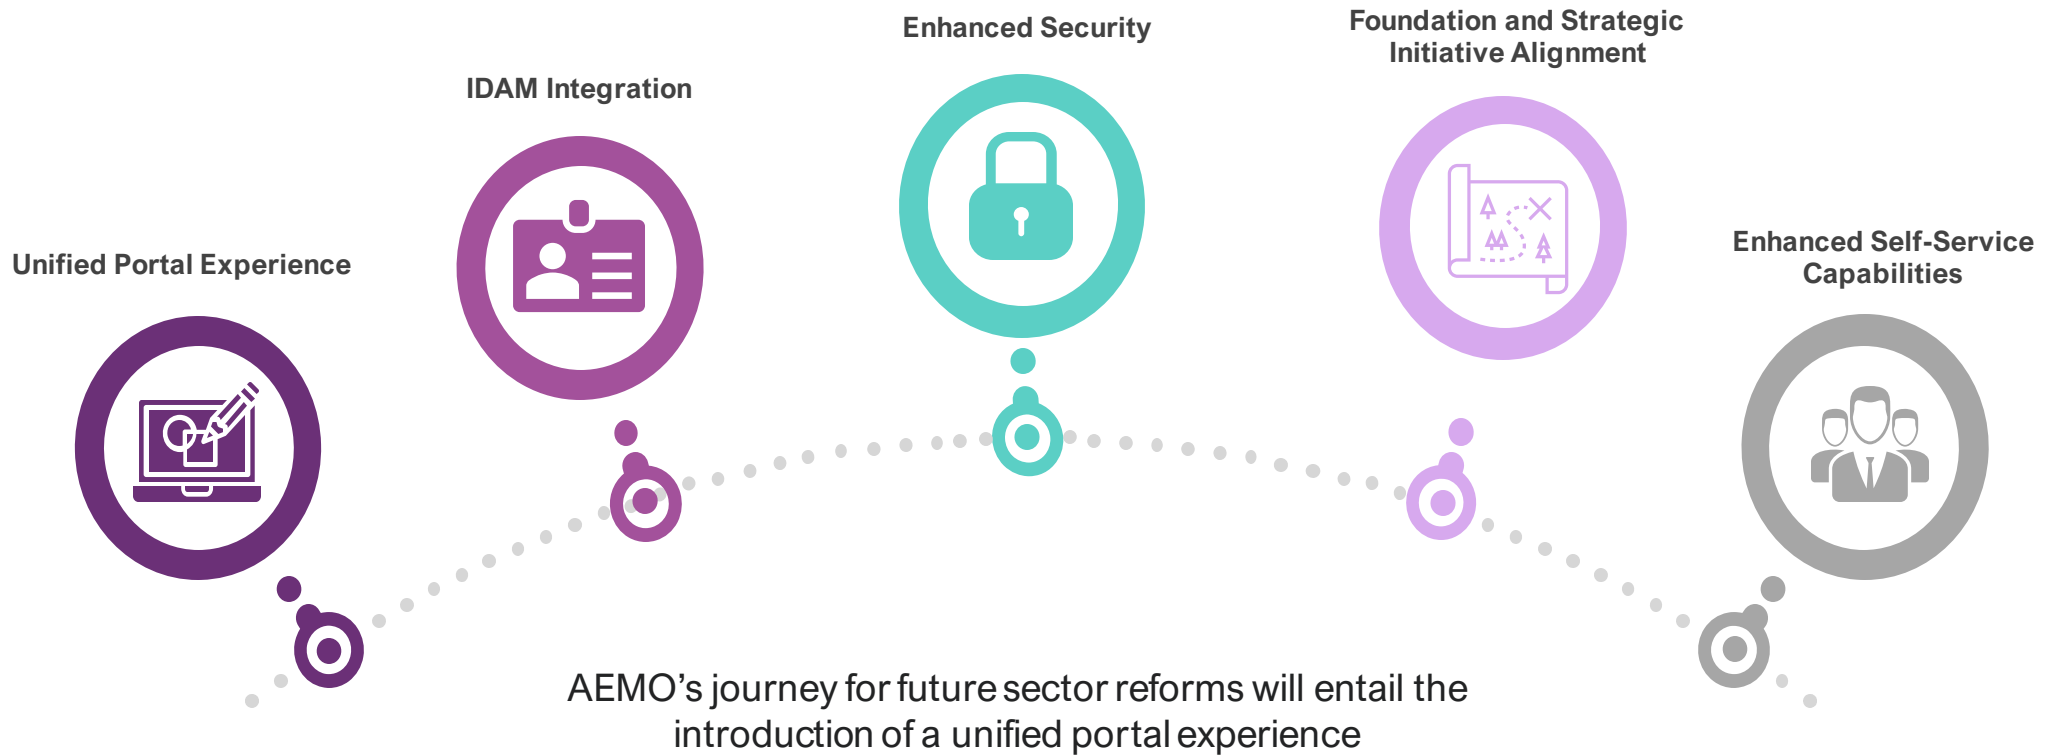 Unified Portal Experience
IDAM Integration
Enhanced Security
Foundation and Strategic
Initiative Alignment
Enhanced Self-Service
Capabilities
AEMO’s journey for future sector reforms will entail the
introduction of a unified portal experience